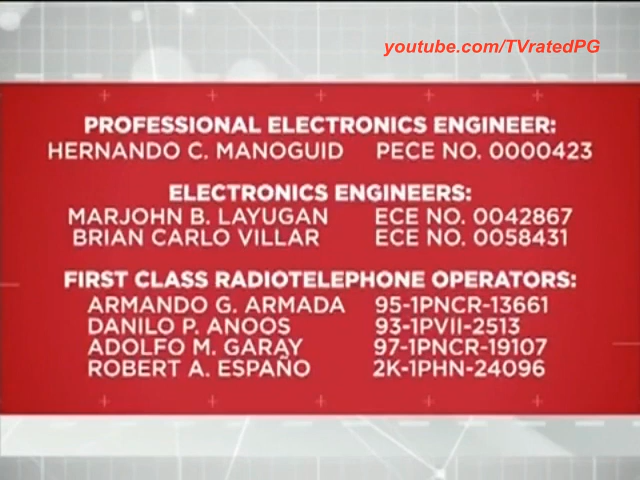 youtube.com/TVratedPG
PROFESSIONAL ELECTRONICS ENGINEER:
HERNANDO C. MANOGUID PECE NO. 0000423
ELECTRONICS ENGINEERS:
MARJOHN B. LAYUGAN ECE NO. 0042867
BRIAN CARLO VILLAR ECE NO. 0058431
FIRST CLASS RADIOTELEPHONE OPERATORS:
ARMANDO G. ARMADA 95-1PNCR-13661
DANILO P. ANOOS 93-1PVII-2513
ADOLFO M. GARAY 97-1PNCR-19107
ROBERT A. ESPAÑO 2K-1PHN-24096